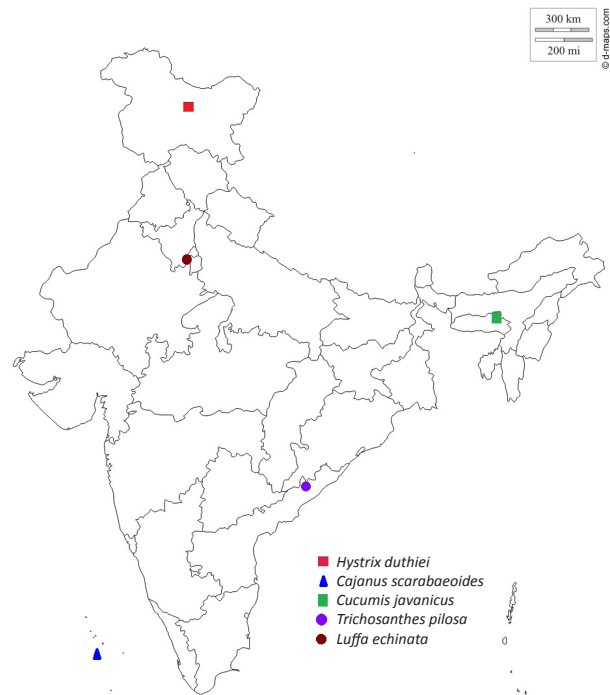 300 km
200 mi
© d-maps.com
Hystrix duthiei
Cajanus scarabaeoides
Cucumis javanicus
Trichosanthes pilosa
Luffa echinata